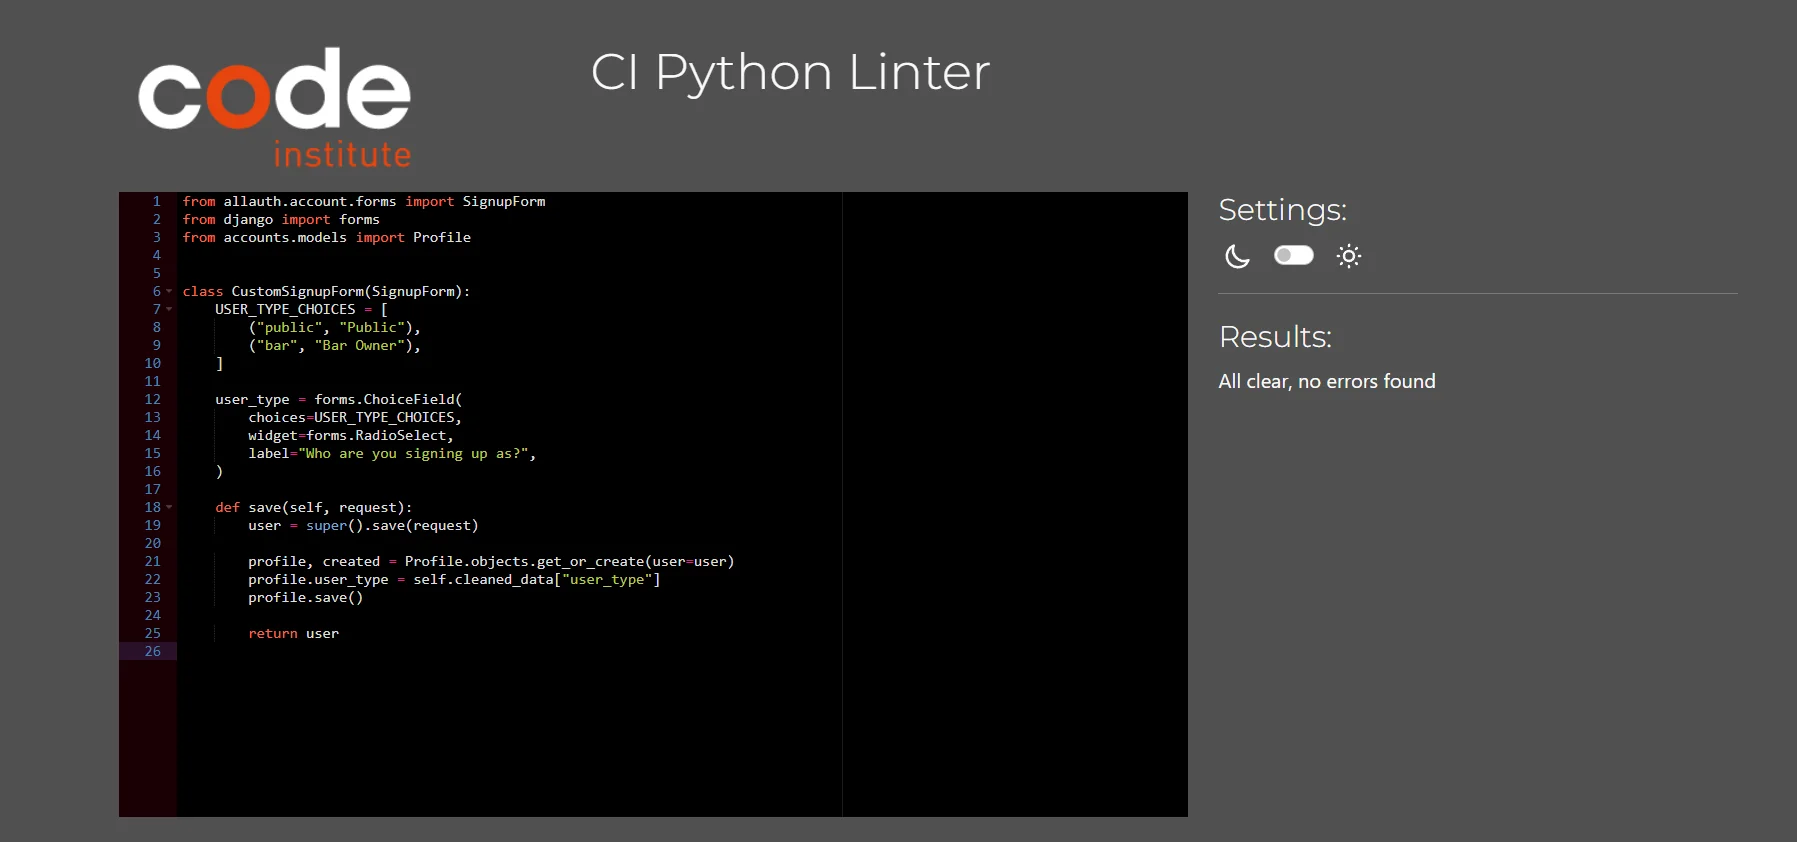 code
institute
CI Python Linter
1 from allauth.account.forms import SignupForm
2 from django import forms
3 from accounts.models import Profile
4
5
6 class CustomSignupForm(SignupForm):
7     USER_TYPE_CHOICES = [
8         ("public", "Public"),
9         ("bar", "Bar Owner"),
10     ]
11
12     user_type = forms.ChoiceField(
13         choices=USER_TYPE_CHOICES,
14         widget=forms.RadioSelect,
15         label="Who are you signing up as?",
16     )
17
18     def save(self, request):
19         user = super().save(request)
20
21         profile, created = Profile.objects.get_or_create(user=user)
22         profile.user_type = self.cleaned_data["user_type"]
23         profile.save()
24
25         return user
26
Settings:
Results:
All clear, no errors found